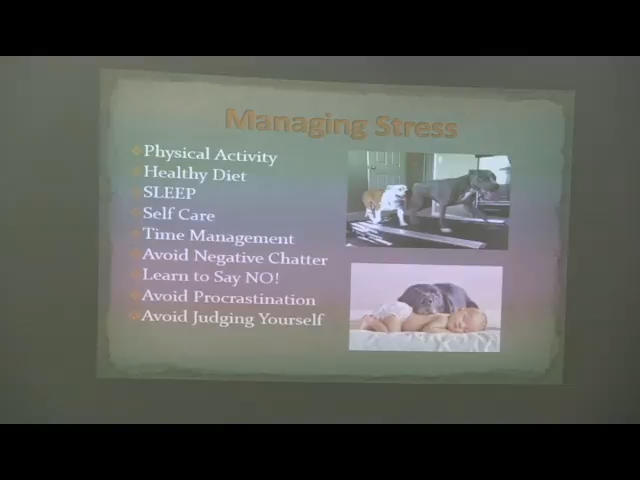 Managing Stress
Physical Activity
Healthy Diet
SLEEP
Self Care
Time Management
Avoid Negative Chatter
Learn to Say NO!
Avoid Procrastination
Avoid Judging Yourself